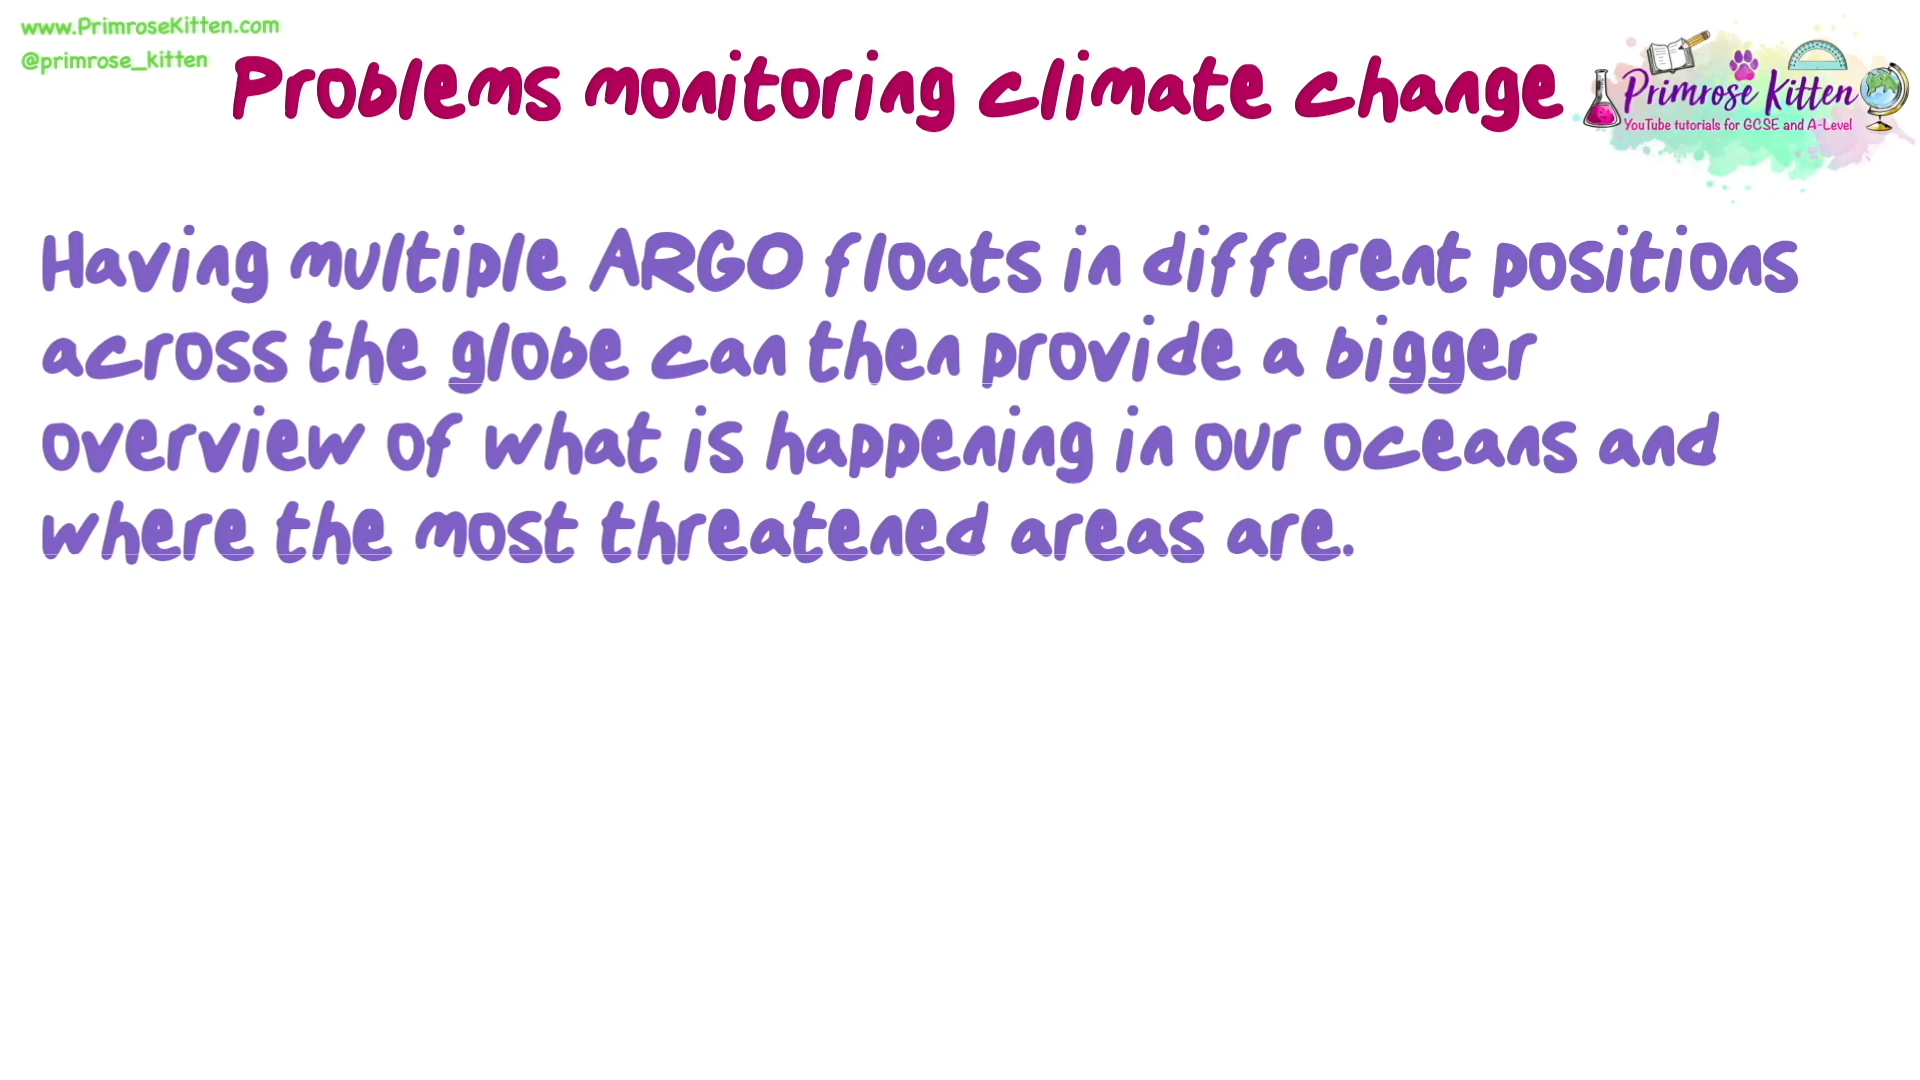 www.PrimroseKitten.com
@primrose_kitten
Problems monitoring climate change
Primrose Kitten
YouTube tutorials for GCSE and A-Level
Having multiple ARGO floats in different positions
across the globe can then provide a bigger
overview of what is happening in our oceans and
where the most threatened areas are.